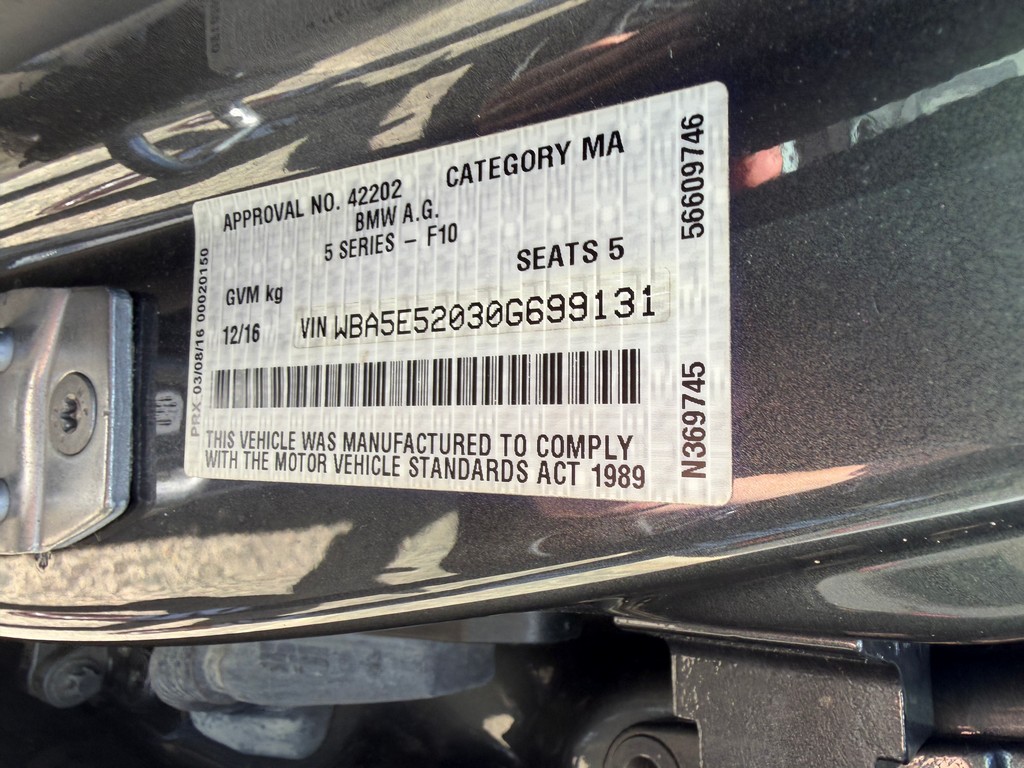 APPROVAL NO. 42202 CATEGORY MA
BMW A.G.
5 SERIES - F10
SEATS 5
GVM kg
12/16 VIN WBA5E52030G699131
THIS VEHICLE WAS MANUFACTURED TO COMPLY
WITH THE MOTOR VEHICLE STANDARDS ACT 1989
PRX-03/08/16 00020150
56609746
N369745